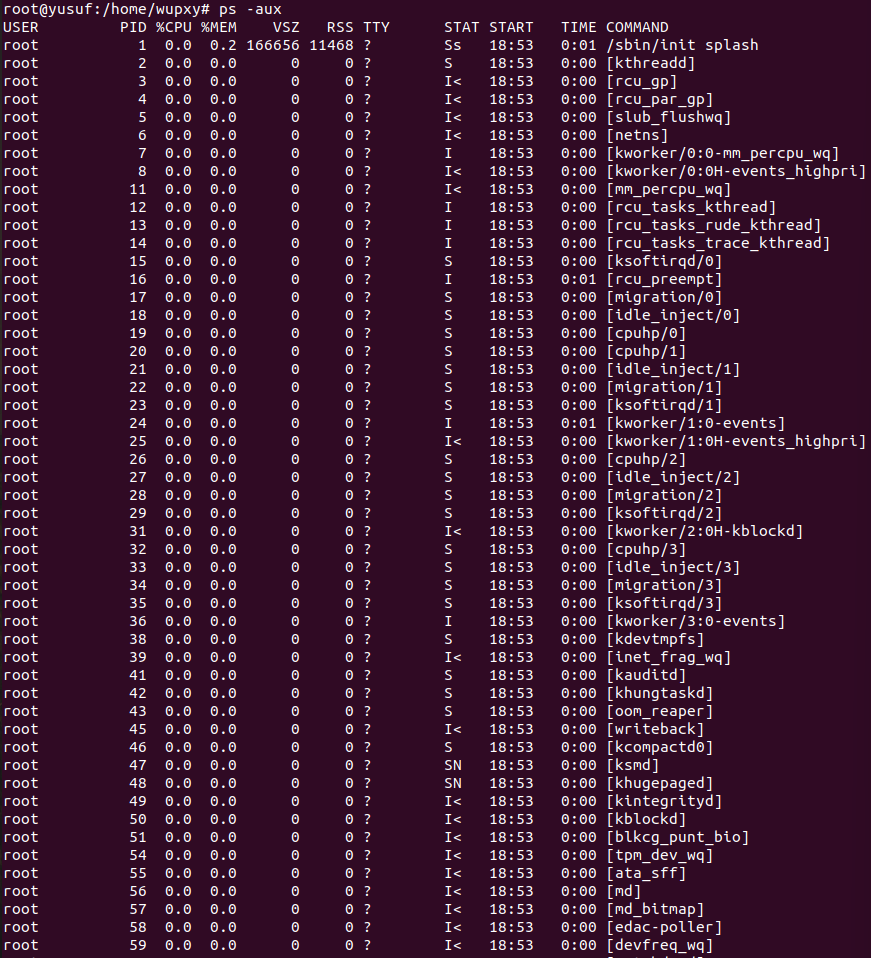 root@yusuf:/home/wupxy# ps -aux
USER         PID %CPU %MEM    VSZ   RSS TTY      STAT START   TIME COMMAND
root           1  0.0  0.2 166656 11468 ?        Ss   18:53   0:01 /sbin/init splash
root           2  0.0  0.0      0     0 ?        S    18:53   0:00 [kthreadd]
root           3  0.0  0.0      0     0 ?        I<   18:53   0:00 [rcu_gp]
root           4  0.0  0.0      0     0 ?        I<   18:53   0:00 [rcu_par_gp]
root           5  0.0  0.0      0     0 ?        I<   18:53   0:00 [slub_flushwq]
root           6  0.0  0.0      0     0 ?        I<   18:53   0:00 [netns]
root           7  0.0  0.0      0     0 ?        I    18:53   0:00 [kworker/0:0-mm_percpu_wq]
root           8  0.0  0.0      0     0 ?        I<   18:53   0:00 [kworker/0:0H-events_highpri]
root          11  0.0  0.0      0     0 ?        I<   18:53   0:00 [mm_percpu_wq]
root          12  0.0  0.0      0     0 ?        I    18:53   0:00 [rcu_tasks_kthread]
root          13  0.0  0.0      0     0 ?        I    18:53   0:00 [rcu_tasks_rude_kthread]
root          14  0.0  0.0      0     0 ?        I    18:53   0:00 [rcu_tasks_trace_kthread]
root          15  0.0  0.0      0     0 ?        S    18:53   0:00 [ksoftirqd/0]
root          16  0.0  0.0      0     0 ?        I    18:53   0:01 [rcu_preempt]
root          17  0.0  0.0      0     0 ?        S    18:53   0:00 [migration/0]
root          18  0.0  0.0      0     0 ?        S    18:53   0:00 [idle_inject/0]
root          19  0.0  0.0      0     0 ?        S    18:53   0:00 [cpuhp/0]
root          20  0.0  0.0      0     0 ?        S    18:53   0:00 [cpuhp/1]
root          21  0.0  0.0      0     0 ?        S    18:53   0:00 [idle_inject/1]
root          22  0.0  0.0      0     0 ?        S    18:53   0:00 [migration/1]
root          23  0.0  0.0      0     0 ?        S    18:53   0:00 [ksoftirqd/1]
root          24  0.0  0.0      0     0 ?        I    18:53   0:01 [kworker/1:0-events]
root          25  0.0  0.0      0     0 ?        I<   18:53   0:00 [kworker/1:0H-events_highpri]
root          26  0.0  0.0      0     0 ?        S    18:53   0:00 [cpuhp/2]
root          27  0.0  0.0      0     0 ?        S    18:53   0:00 [idle_inject/2]
root          28  0.0  0.0      0     0 ?        S    18:53   0:00 [migration/2]
root          29  0.0  0.0      0     0 ?        S    18:53   0:00 [ksoftirqd/2]
root          31  0.0  0.0      0     0 ?        I<   18:53   0:00 [kworker/2:0H-kblockd]
root          32  0.0  0.0      0     0 ?        S    18:53   0:00 [cpuhp/3]
root          33  0.0  0.0      0     0 ?        S    18:53   0:00 [idle_inject/3]
root          34  0.0  0.0      0     0 ?        S    18:53   0:00 [migration/3]
root          35  0.0  0.0      0     0 ?        S    18:53   0:00 [ksoftirqd/3]
root          36  0.0  0.0      0     0 ?        I    18:53   0:00 [kworker/3:0-events]
root          38  0.0  0.0      0     0 ?        S    18:53   0:00 [kdevtmpfs]
root          39  0.0  0.0      0     0 ?        I<   18:53   0:00 [inet_frag_wq]
root          41  0.0  0.0      0     0 ?        S    18:53   0:00 [kauditd]
root          42  0.0  0.0      0     0 ?        S    18:53   0:00 [khungtaskd]
root          43  0.0  0.0      0     0 ?        S    18:53   0:00 [oom_reaper]
root          45  0.0  0.0      0     0 ?        I<   18:53   0:00 [writeback]
root          46  0.0  0.0      0     0 ?        S    18:53   0:00 [kcompactd0]
root          47  0.0  0.0      0     0 ?        SN   18:53   0:00 [ksmd]
root          48  0.0  0.0      0     0 ?        SN   18:53   0:00 [khugepaged]
root          49  0.0  0.0      0     0 ?        I<   18:53   0:00 [kintegrityd]
root          50  0.0  0.0      0     0 ?        I<   18:53   0:00 [kblockd]
root          51  0.0  0.0      0     0 ?        I<   18:53   0:00 [blkcg_punt_bio]
root          54  0.0  0.0      0     0 ?        I<   18:53   0:00 [tpm_dev_wq]
root          55  0.0  0.0      0     0 ?        I<   18:53   0:00 [ata_sff]
root          56  0.0  0.0      0     0 ?        I<   18:53   0:00 [md]
root          57  0.0  0.0      0     0 ?        I<   18:53   0:00 [md_bitmap]
root          58  0.0  0.0      0     0 ?        I<   18:53   0:00 [edac-poller]
root          59  0.0  0.0      0     0 ?        I<   18:53   0:00 [devfreq_wq]